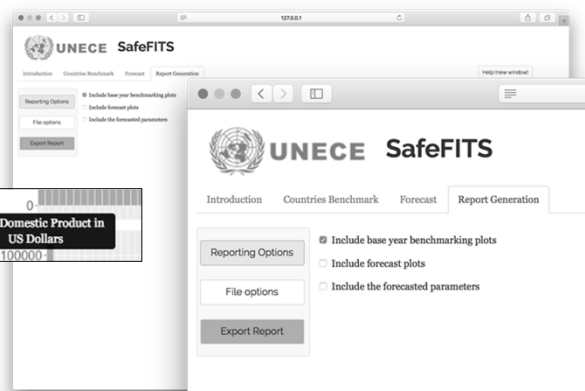 127.0.0.1
UNECE SafeFITS
Introduction Countries Benchmark Forecast Report Generation
Help (new window)
Reporting Options
File options
Export Report
Include base year benchmarking plots
Include forecast plots
Include the forecasted parameters
0
Domestic Product in
US Dollars
100000
UNECE SafeFITS
Introduction Countries Benchmark Forecast Report Generation
Reporting Options
File options
Export Report
Include base year benchmarking plots
Include forecast plots
Include the forecasted parameters